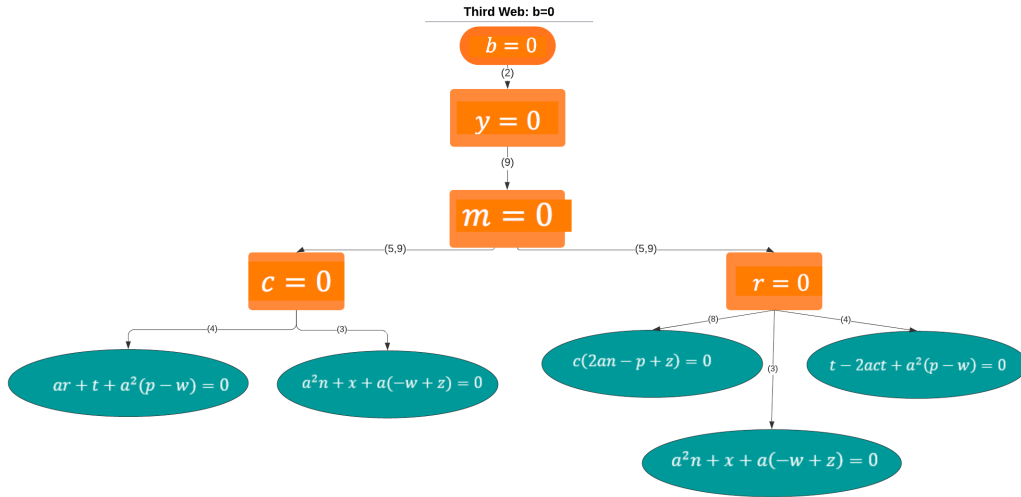 Third Web: b=0
b = 0
(2)
y = 0
(9)
m = 0
(5,9)
(5,9)
c = 0
r = 0
(4)
(3)
(8)
(4)
(3)
ar + t + a²(p − w) = 0
a²n + x + a(−w + z) = 0
c(2an − p + z) = 0
t − 2act + a²(p − w) = 0
a²n + x + a(−w + z) = 0